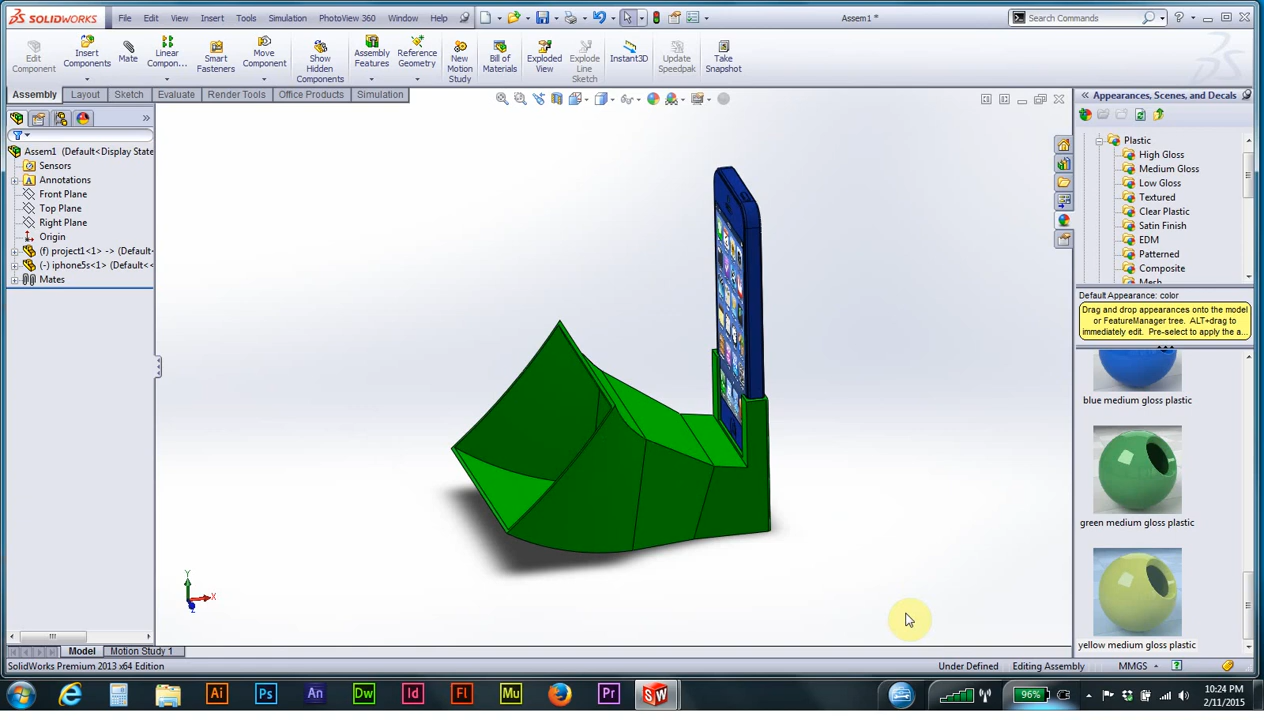 SOLIDWORKS File Edit View Insert Tools Simulation PhotoView 360 Window Help Assem1 * Search Commands
Edit Component
Insert Components
Mate
Linear Compon...
Smart Fasteners
Move Component
Show Hidden Components
Assembly Features
Reference Geometry
New Motion Study
Bill of Materials
Exploded View
Explode Line Sketch
Instant3D
Update Speedpak
Take Snapshot
Assembly Layout Sketch Evaluate Render Tools Office Products Simulation
Assem1 (Default<Display State
Sensors
Annotations
Front Plane
Top Plane
Right Plane
Origin
(f) project1<1> -> (Default<
(-) iphone5s<1> (Default<<
Mates
Appearances, Scenes, and Decals
Plastic
High Gloss
Medium Gloss
Low Gloss
Textured
Clear Plastic
Satin Finish
EDM
Patterned
Composite
Mesh
Default Appearance: color
Drag and drop appearances onto the model
or FeatureManager tree. ALT+drag to
immediately edit. Pre-select to apply the a...
blue medium gloss plastic
green medium gloss plastic
yellow medium gloss plastic
Y
X
Z
Model Motion Study 1
SolidWorks Premium 2013 x64 Edition Under Defined Editing Assembly MMGS
Ai Ps An Dw Id Fl Mu Pr SW 96% 10:24 PM
2/11/2015